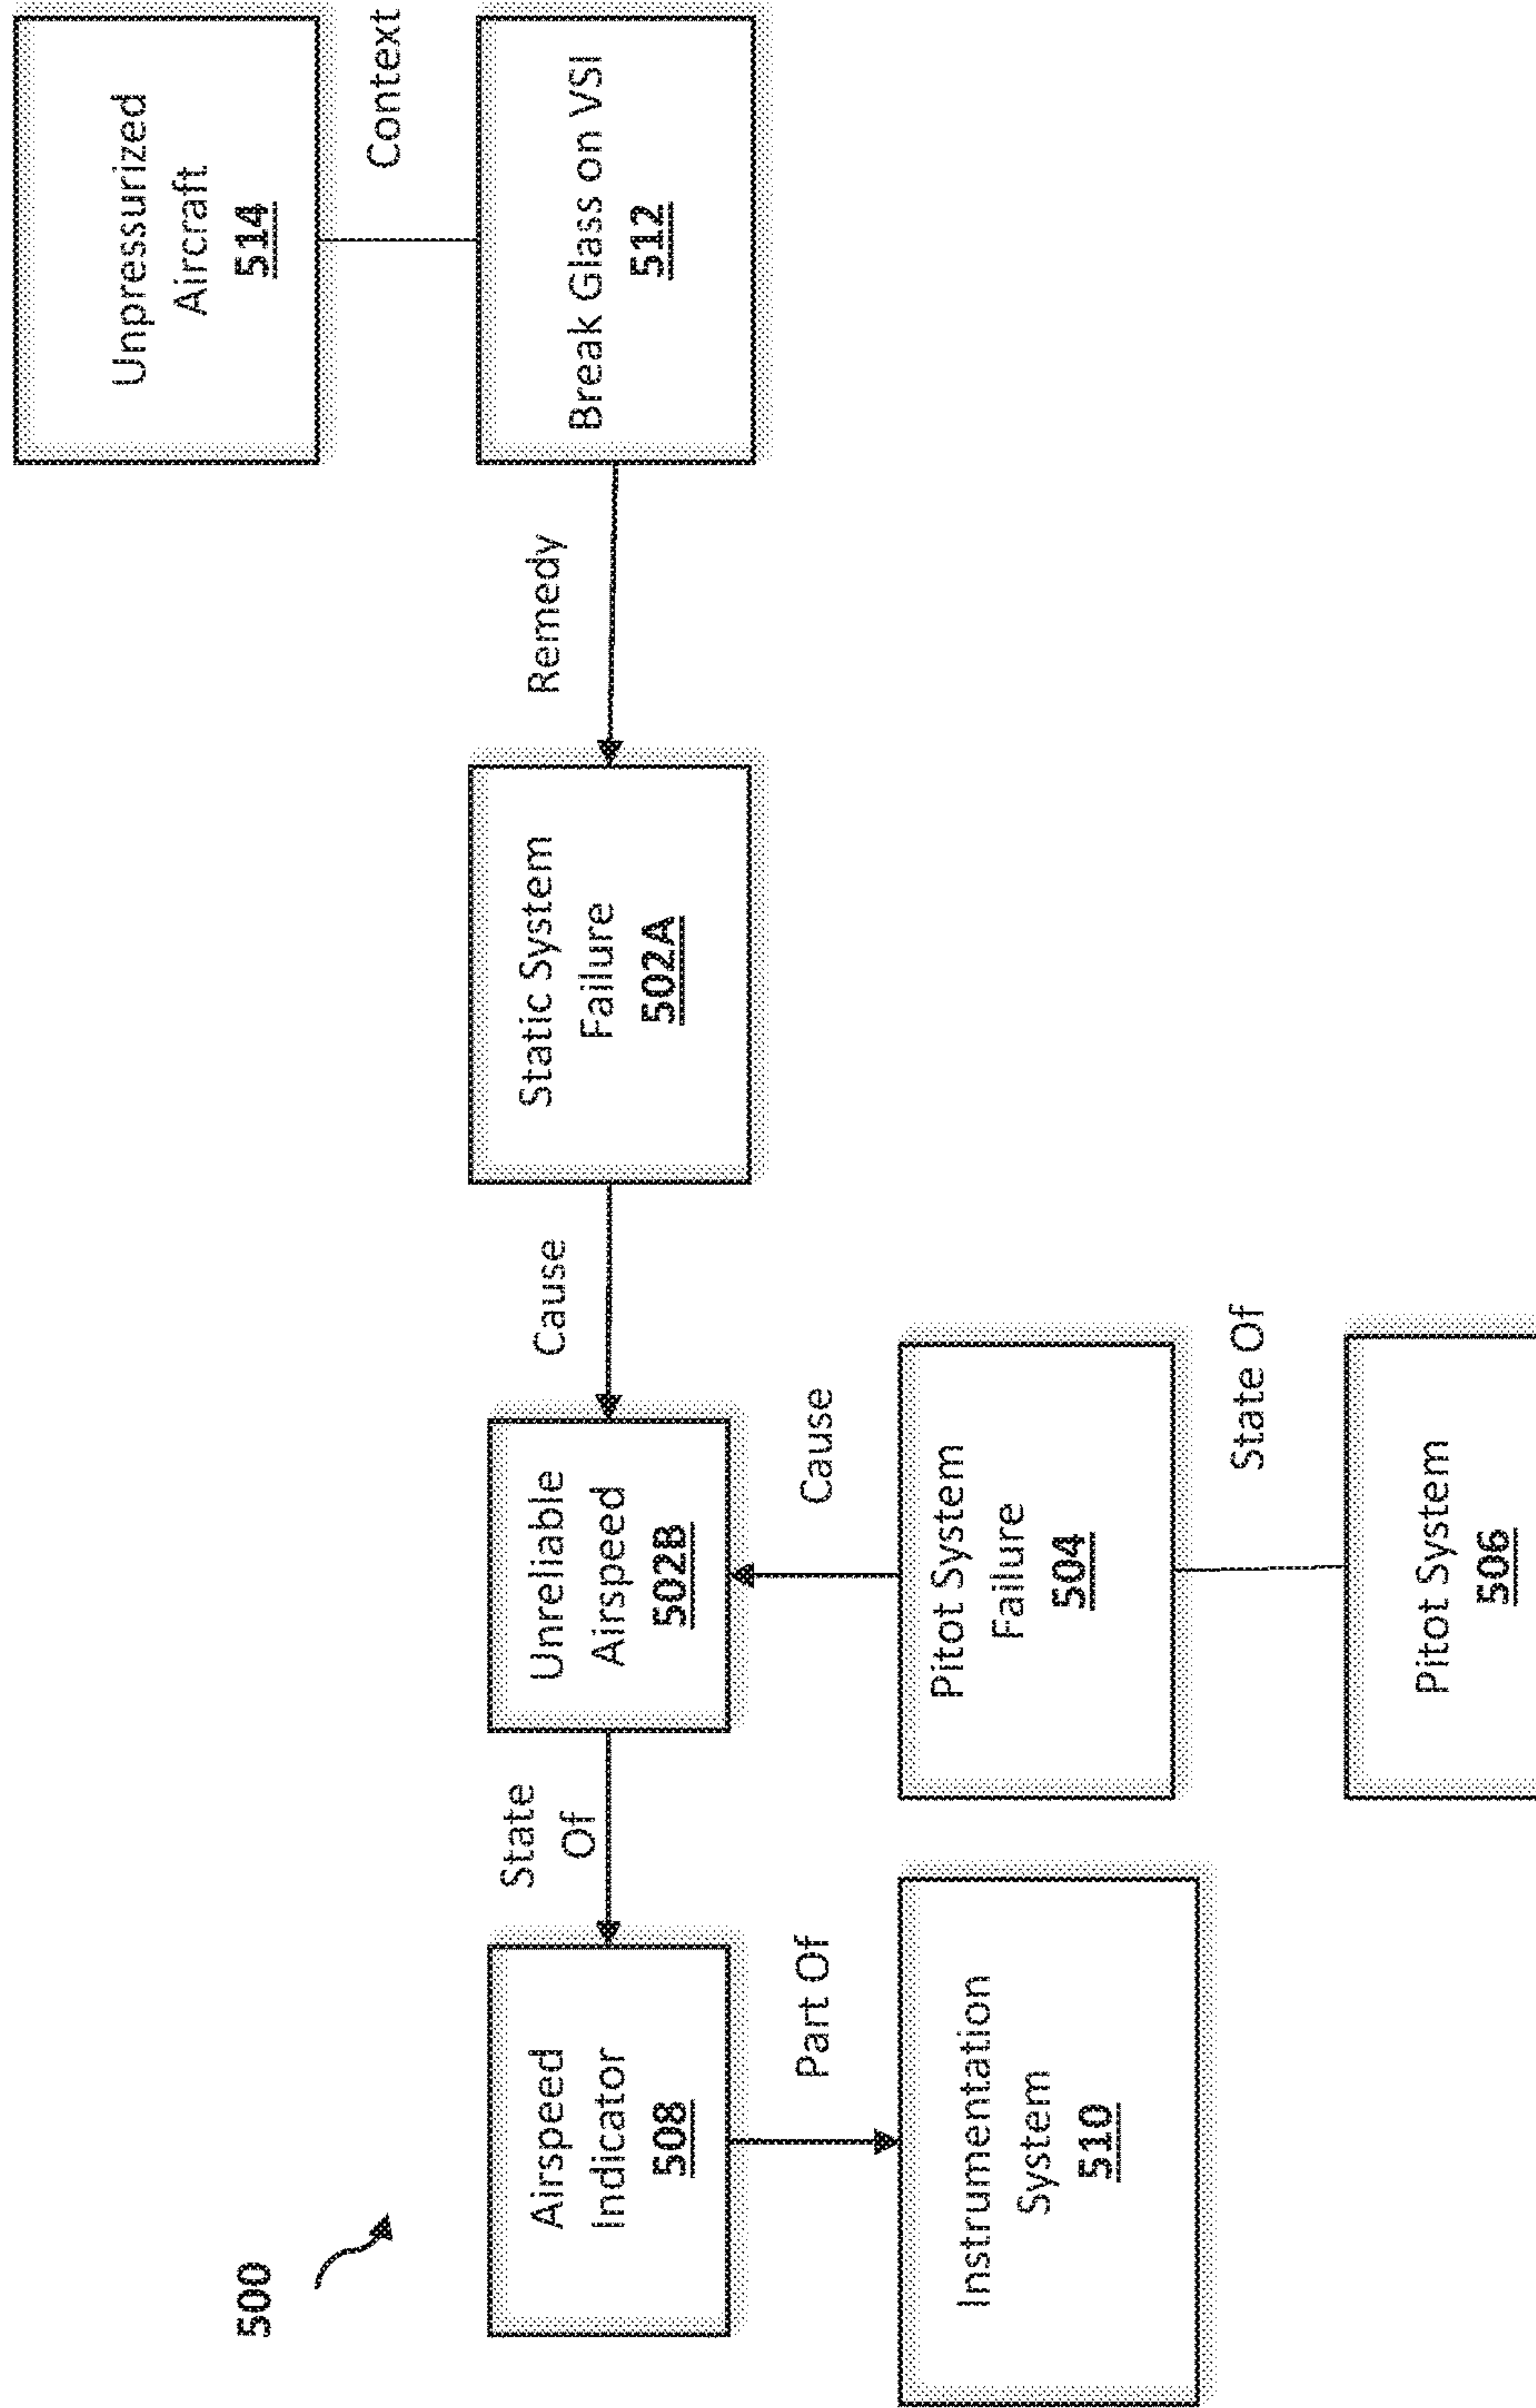 500
Unpressurized
Aircraft
514
Context
State
Of
Cause
Remedy
Airspeed
Indicator
508
Unreliable
Airspeed
502B
Static System
Failure
502A
Break Glass on VSI
512
Part Of
Cause
Instrumentation
System
510
Pitot System
Failure
504
State Of
Pitot System
506